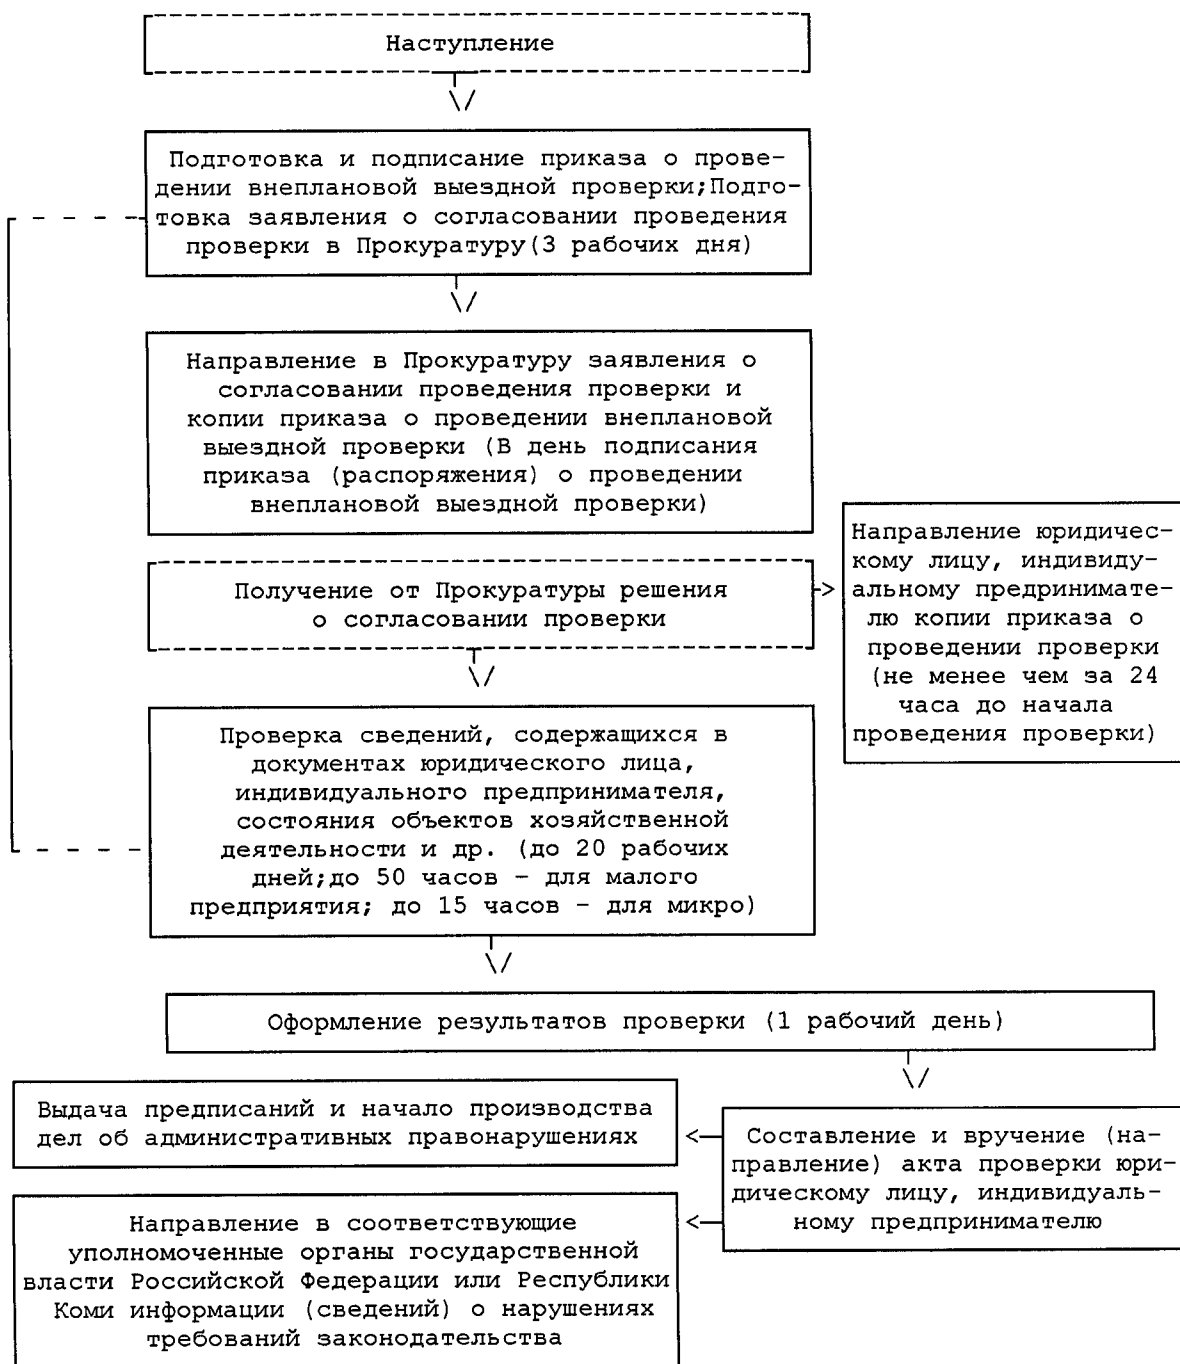 Наступление
Подготовка и подписание приказа о прове-
дении внеплановой выездной проверки;Подго-
товка заявления о согласовании проведения
проверки в Прокуратуру(3 рабочих дня)
Направление в Прокуратуру заявления о
согласовании проведения проверки и
копии приказа о проведении внеплановой
выездной проверки (В день подписания
приказа (распоряжения) о проведении
внеплановой выездной проверки)
Получение от Прокуратуры решения
о согласовании проверки
Направление юридичес-
кому лицу, индивиду-
альному предпринимате-
лю копии приказа о
проведении проверки
(не менее чем за 24
часа до начала
проведения проверки)
Проверка сведений, содержащихся в
документах юридического лица,
индивидуального предпринимателя,
состояния объектов хозяйственной
деятельности и др. (до 20 рабочих
дней;до 50 часов – для малого
предприятия; до 15 часов – для микро)
Оформление результатов проверки (1 рабочий день)
Выдача предписаний и начало производства
дел об административных правонарушениях
Составление и вручение (на-
правление) акта проверки юри-
дическому лицу, индивидуаль-
ному предпринимателю
Направление в соответствующие
уполномоченные органы государственной
власти Российской Федерации или Республики
Коми информации (сведений) о нарушениях
требований законодательства